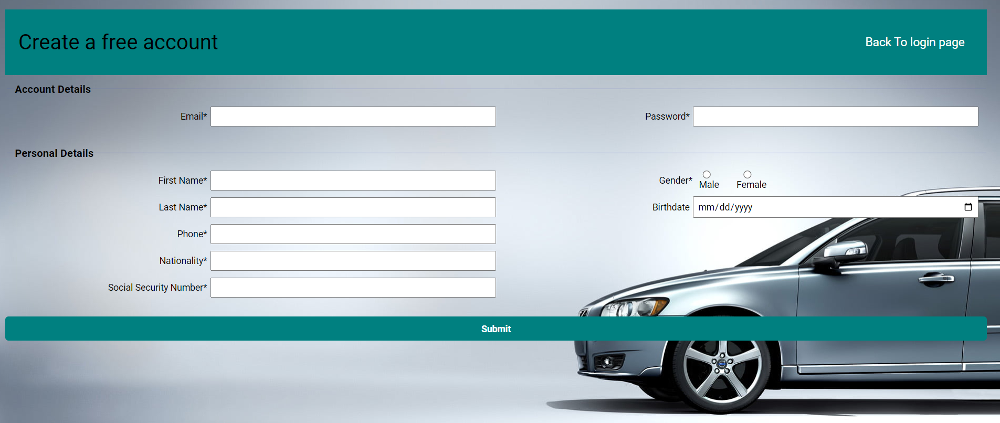 Create a free account
Back To login page
Account Details
Email*
Password*
Personal Details
First Name*
Gender*
Male
Female
Last Name*
Birthdate
mm/dd/yyyy
Phone*
Nationality*
Social Security Number*
Submit